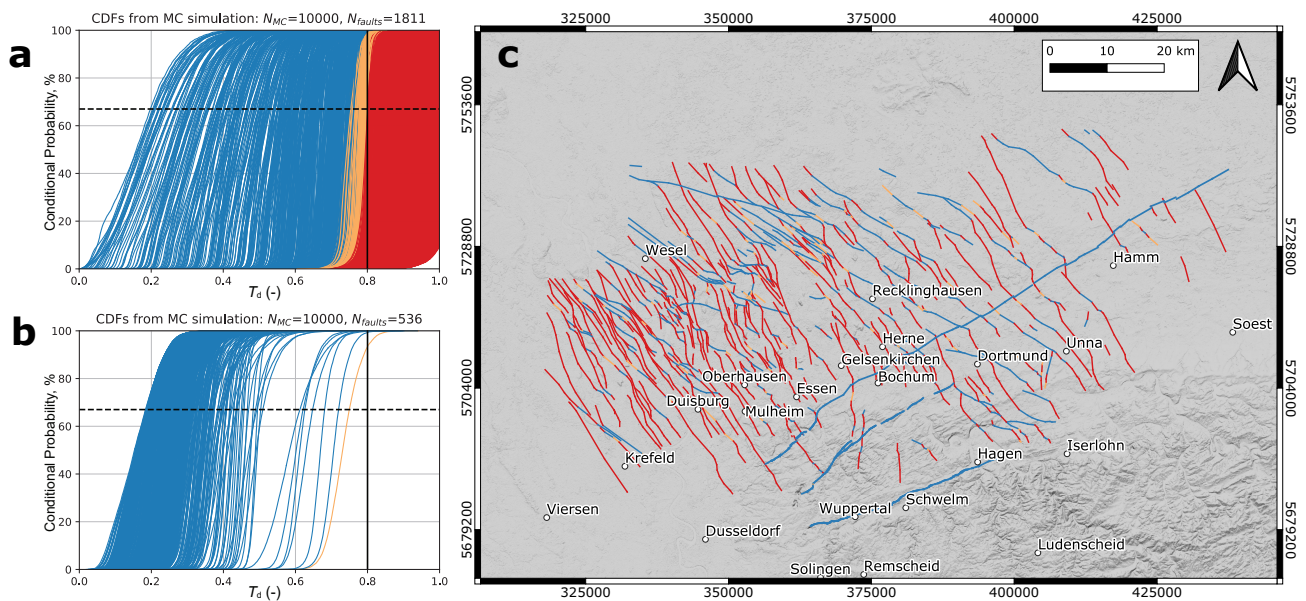 a
CDFs from MC simulation: N_MC=10000, N_faults=1811
Conditional Probability, %
100
80
60
40
20
0
0.0 0.2 0.4 0.6 0.8 1.0
T_d (-)
b
CDFs from MC simulation: N_MC=10000, N_faults=536
Conditional Probability, %
100
80
60
40
20
0
0.0 0.2 0.4 0.6 0.8 1.0
T_d (-)
c
325000 350000 375000 400000 425000
0 10 20 km
5753600 5753600
5728800 5728800
5704000 5704000
5679200 5679200
Wesel
Hamm
Recklinghausen
Soest
Herne
Unna
Gelsenkirchen
Dortmund
Oberhausen
Bochum
Essen
Duisburg
Mulheim
Iserlohn
Krefeld
Hagen
Schwelm
Viersen
Wuppertal
Dusseldorf
Ludenscheid
Solingen
Remscheid
325000 350000 375000 400000 425000